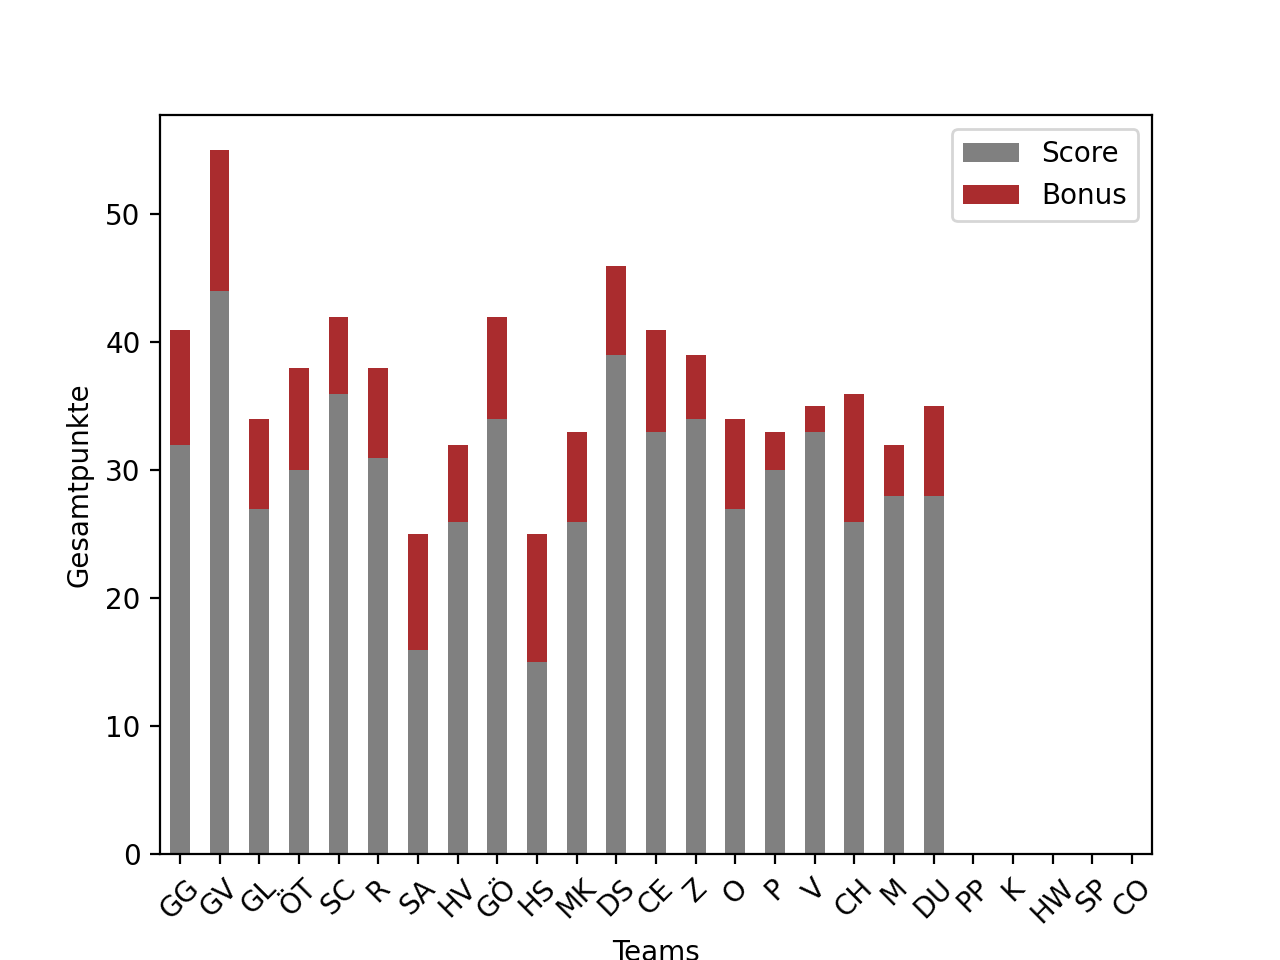 Score
Bonus
50
40
30
20
10
0
Gesamtpunkte
GG GV GL ÖT SC R SA HV GÖ HS MK DS CE Z O P V CH M DU PP K HW SP CO
Teams